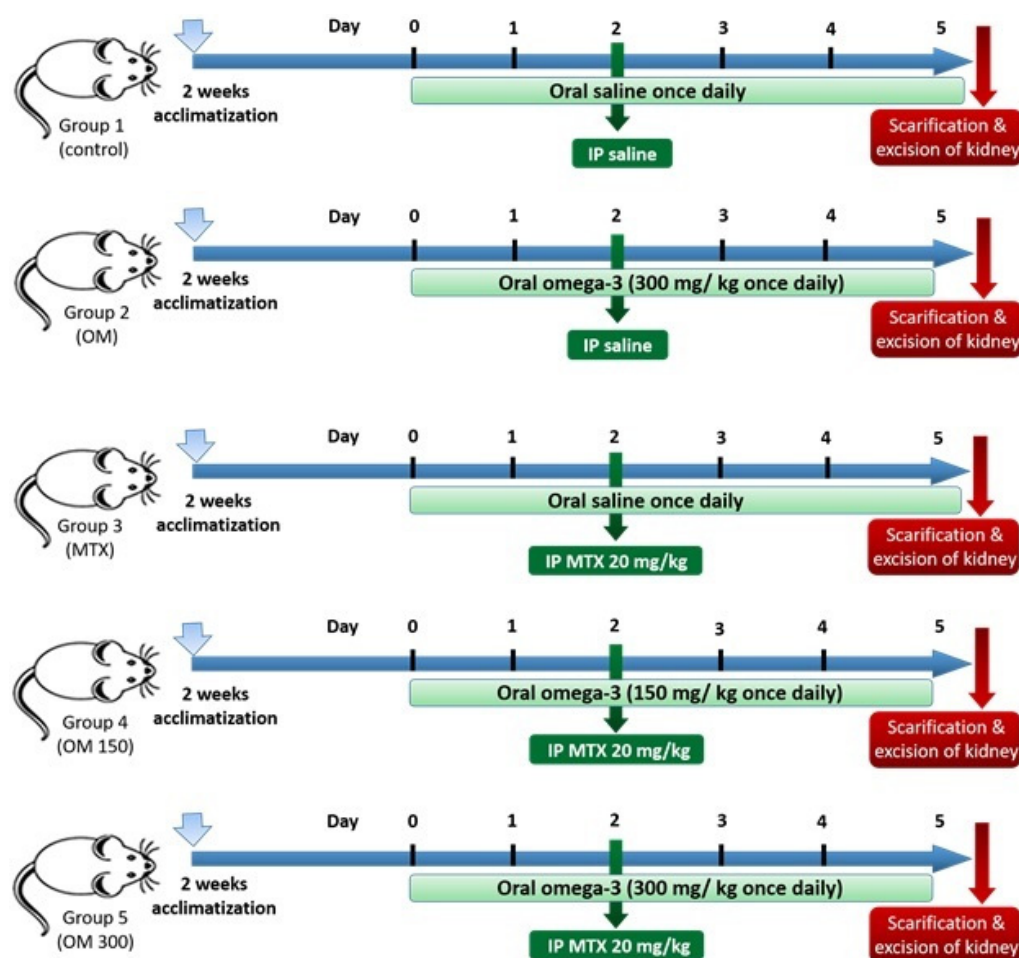 Day 0 1 2 3 4 5
2 weeks
acclimatization
Oral saline once daily
Group 1
(control)
IP saline
Scarification &
excision of kidney
Day 0 1 2 3 4 5
2 weeks
acclimatization
Oral omega-3 (300 mg/ kg once daily)
Group 2
(OM)
IP saline
Scarification &
excision of kidney
Day 0 1 2 3 4 5
2 weeks
acclimatization
Oral saline once daily
Group 3
(MTX)
IP MTX 20 mg/kg
Scarification &
excision of kidney
Day 0 1 2 3 4 5
2 weeks
acclimatization
Oral omega-3 (150 mg/ kg once daily)
Group 4
(OM 150)
IP MTX 20 mg/kg
Scarification &
excision of kidney
Day 0 1 2 3 4 5
2 weeks
acclimatization
Oral omega-3 (300 mg/ kg once daily)
Group 5
(OM 300)
IP MTX 20 mg/kg
Scarification &
excision of kidney